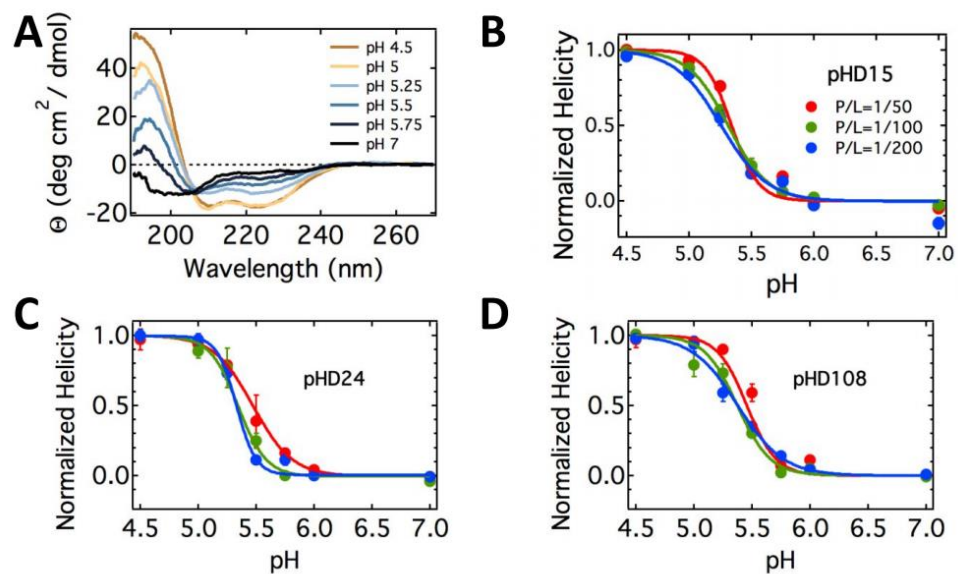 A
pH 4.5
pH 5
pH 5.25
pH 5.5
pH 5.75
pH 7
40
20
0
-20
Θ (deg cm² / dmol)
200 220 240 260
Wavelength (nm)
B
pHD15
P/L=1/50
P/L=1/100
P/L=1/200
1.0
0.5
0.0
Normalized Helicity
4.5 5.0 5.5 6.0 6.5 7.0
pH
C
pHD24
1.0
0.5
0.0
Normalized Helicity
4.5 5.0 5.5 6.0 6.5 7.0
pH
D
pHD108
1.0
0.5
0.0
Normalized Helicity
4.5 5.0 5.5 6.0 6.5 7.0
pH